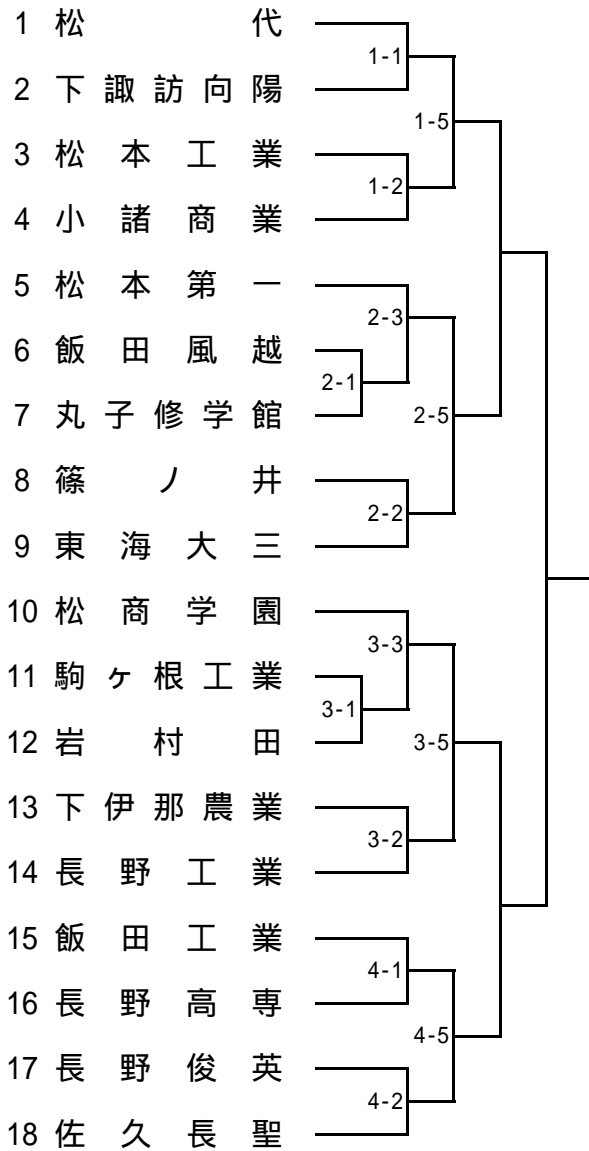 1 松代
1-1
2 下諏訪向陽
1-5
3 松本工業
1-2
4 小諸商業
5 松本第一
2-3
6 飯田風越
2-1
7 丸子修学館
2-5
8 篠ノ井
2-2
9 東海大三
10 松商学園
3-3
11 駒ヶ根工業
3-1
12 岩村田
3-5
13 下伊那農業
3-2
14 長野工業
15 飯田工業
4-1
16 長野高専
4-5
17 長野俊英
4-2
18 佐久長聖